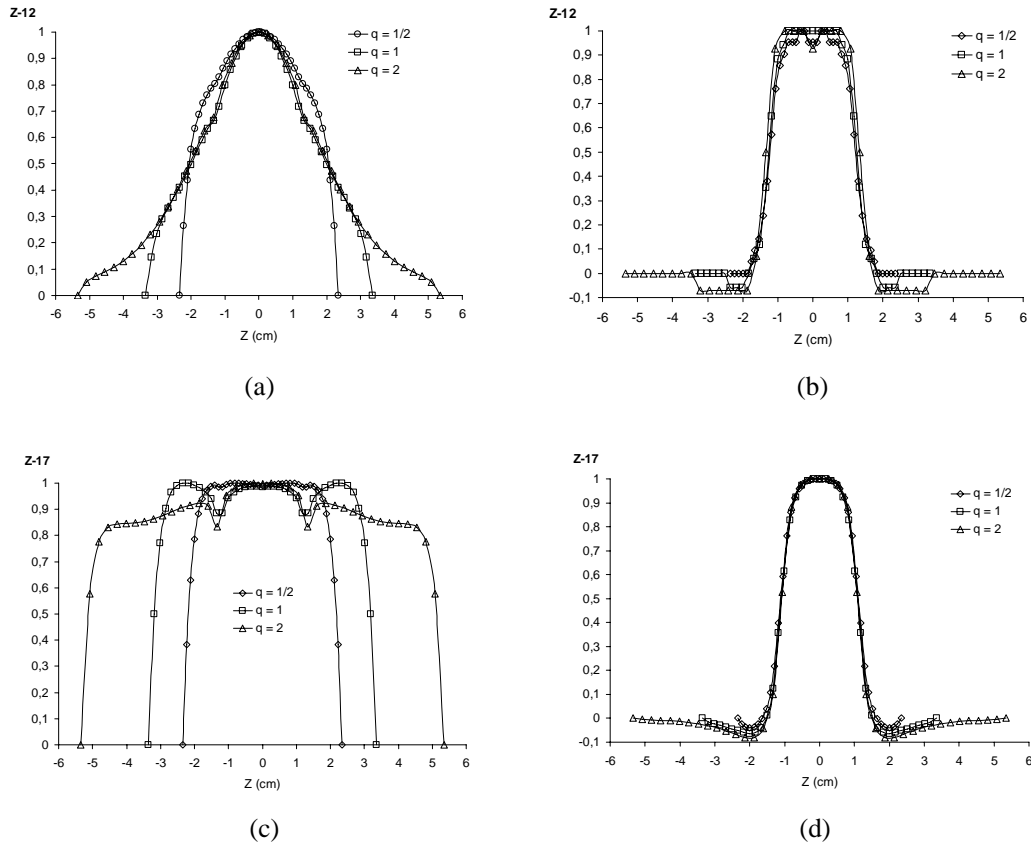 Z-12
1
0,9
0,8
0,7
0,6
0,5
0,4
0,3
0,2
0,1
0
-6 -5 -4 -3 -2 -1 0 1 2 3 4 5 6
Z (cm)
q = 1/2
q = 1
q = 2
(a)
Z-12
1
0,9
0,8
0,7
0,6
0,5
0,4
0,3
0,2
0,1
0
-0,1
-6 -5 -4 -3 -2 -1 0 1 2 3 4 5 6
Z (cm)
q = 1/2
q = 1
q = 2
(b)
Z-17
1
0,9
0,8
0,7
0,6
0,5
0,4
0,3
0,2
0,1
0
-6 -5 -4 -3 -2 -1 0 1 2 3 4 5 6
Z (cm)
q = 1/2
q = 1
q = 2
(c)
Z-17
1
0,9
0,8
0,7
0,6
0,5
0,4
0,3
0,2
0,1
0
-0,1
-6 -5 -4 -3 -2 -1 0 1 2 3 4 5 6
Z (cm)
q = 1/2
q = 1
q = 2
(d)